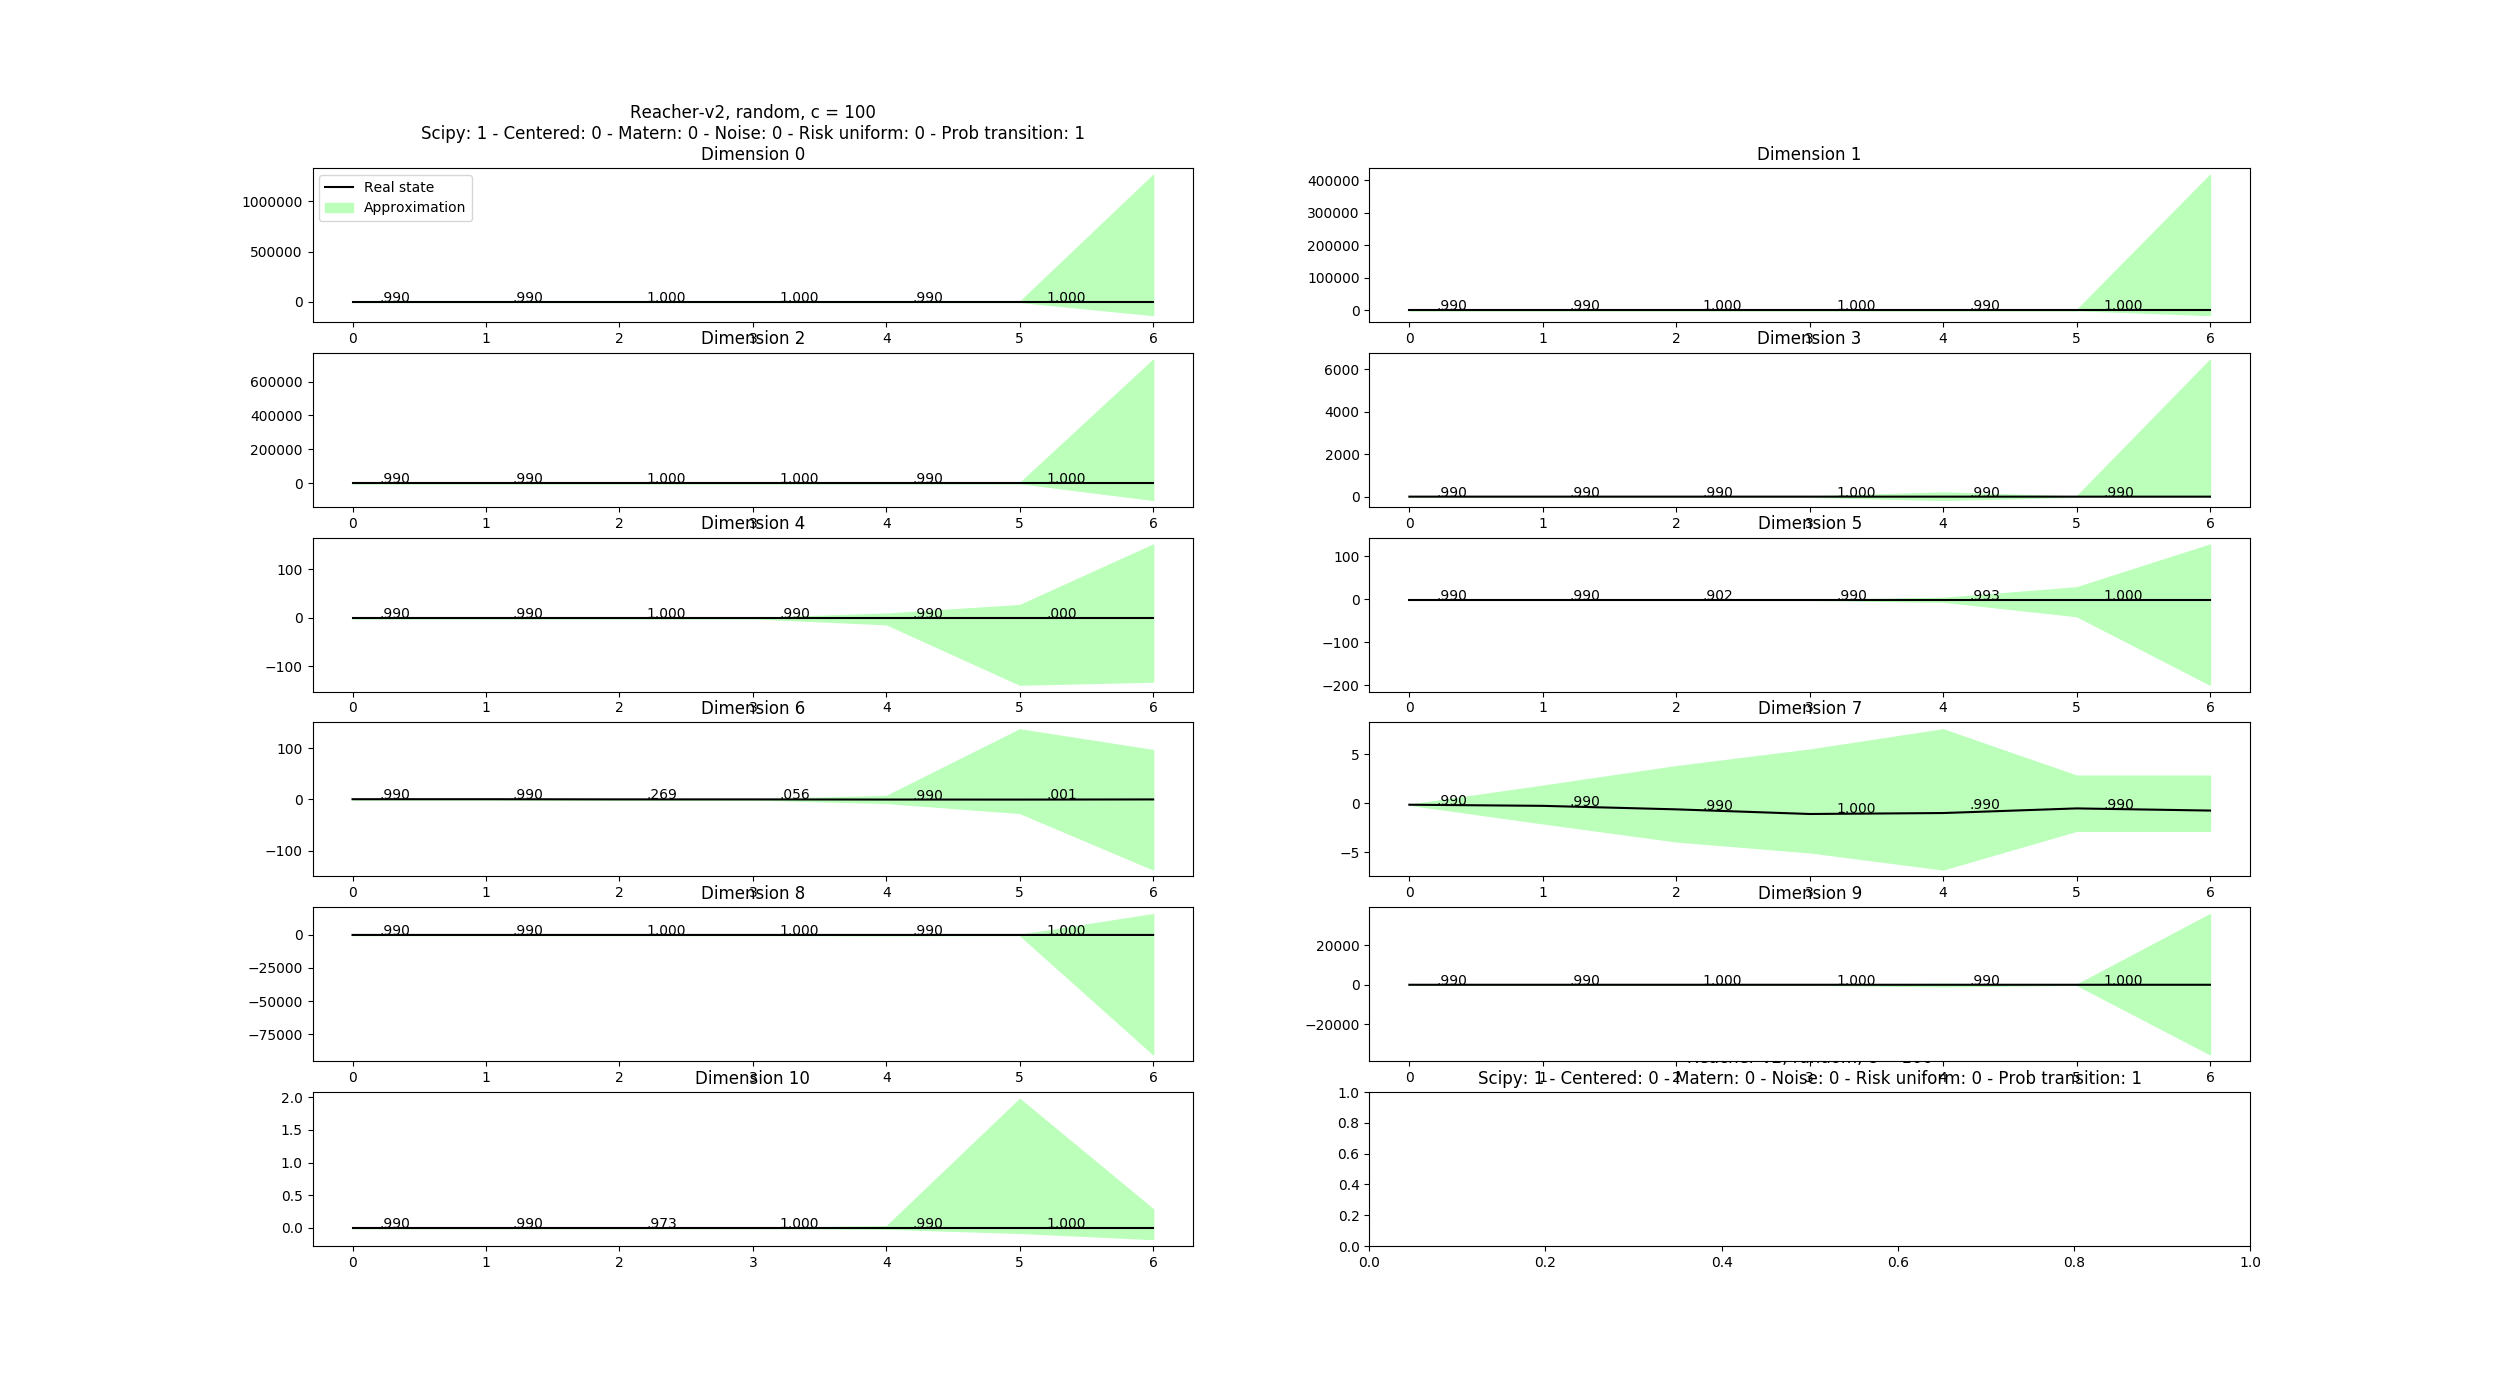 Reacher-v2, random, c = 100
Scipy: 1 - Centered: 0 - Matern: 0 - Noise: 0 - Risk uniform: 0 - Prob transition: 1
Dimension 0
Real state
Approximation
1000000
500000
0
.990 .990 1.000 1.000 .990 1.000
0 1 2 3 4 5 6
Dimension 1
400000
300000
200000
100000
0
.990 .990 1.000 1.000 .990 1.000
0 1 2 3 4 5 6
Dimension 2
600000
400000
200000
0
.990 .990 1.000 1.000 .990 1.000
0 1 2 3 4 5 6
Dimension 3
6000
4000
2000
0
.990 .990 .990 1.000 .990 .990
0 1 2 3 4 5 6
Dimension 4
100
0
−100
.990 .990 1.000 .990 .990 .000
0 1 2 3 4 5 6
Dimension 5
100
0
−100
−200
.990 .990 .902 .990 .993 1.000
0 1 2 3 4 5 6
Dimension 6
100
0
−100
.990 .990 .269 .056 .990 .001
0 1 2 3 4 5 6
Dimension 7
5
0
−5
.990 .990 .990 1.000 .990 .990
0 1 2 3 4 5 6
Dimension 8
0
−25000
−50000
−75000
.990 .990 1.000 1.000 .990 1.000
0 1 2 3 4 5 6
Dimension 9
20000
0
−20000
.990 .990 1.000 1.000 .990 1.000
0 1 2 3 4 5 6
Dimension 10
2.0
1.5
1.0
0.5
0.0
.990 .990 .973 1.000 .990 1.000
0 1 2 3 4 5 6
Scipy: 1 - Centered: 0 - Matern: 0 - Noise: 0 - Risk uniform: 0 - Prob transition: 1
1.0
0.8
0.6
0.4
0.2
0.0
0.0 0.2 0.4 0.6 0.8 1.0